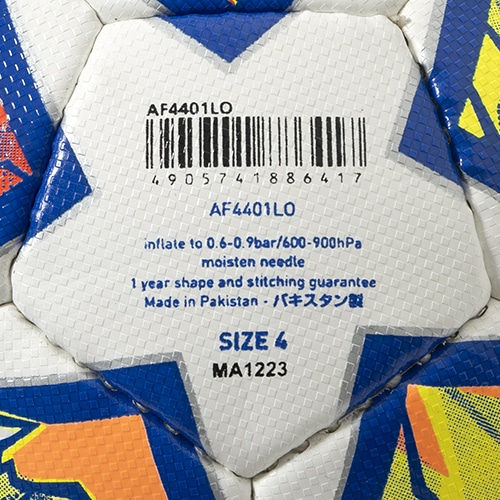 AF4401LO
4905741886417
AF4401LO
inflate to 0.6-0.9bar/600-900hPa
moisten needle
1 year shape and stitching guarantee
Made in Pakistan - パキスタン製
SIZE 4
MA1223